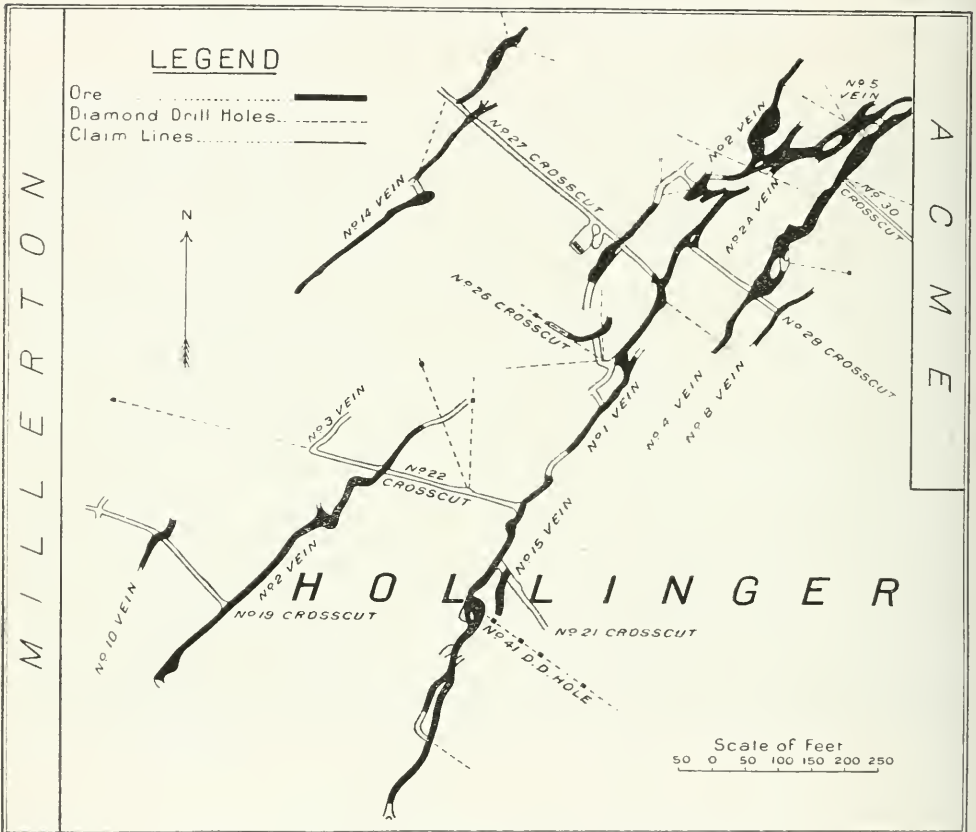 LEGEND
Ore
Diamond Drill Holes
Claim Lines
N
MILLERTON
ACME
HOLLINGER
Nº 5
VEIN
Nº 2 VEIN
Nº 27 CROSSCUT
Nº 14 VEIN
Nº 2A VEIN
Nº 30
CROSSCUT
Nº 26 CROSSCUT
Nº 28 CROSSCUT
Nº 4 VEIN
Nº 8 VEIN
Nº 1 VEIN
Nº 3 VEIN
Nº 22
CROSSCUT
Nº 15 VEIN
Nº 2 VEIN
Nº 19 CROSSCUT
Nº 10 VEIN
Nº 21 CROSSCUT
Nº 41 D.D. HOLE
Scale of Feet
50 0 50 100 150 200 250